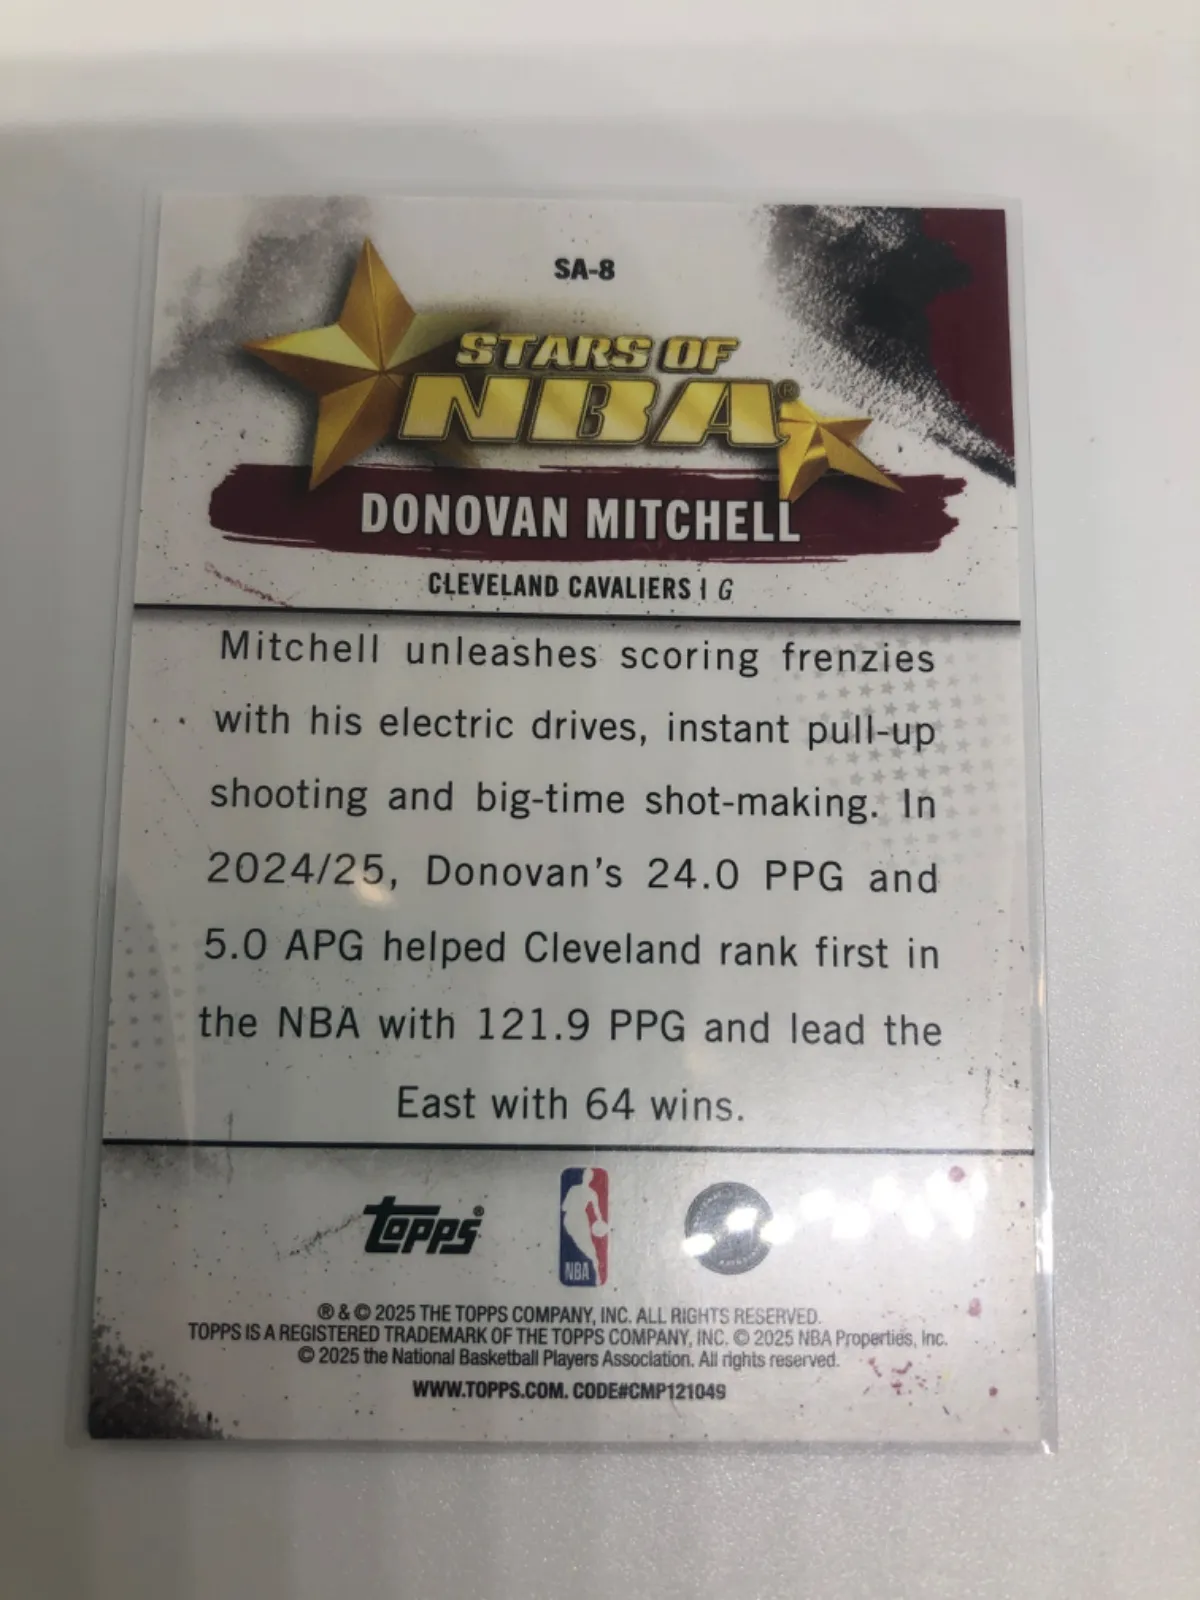 SA-8
STARS OF
NBA®
DONOVAN MITCHELL
CLEVELAND CAVALIERS | G
Mitchell unleashes scoring frenzies
with his electric drives, instant pull-up
shooting and big-time shot-making. In
2024/25, Donovan's 24.0 PPG and
5.0 APG helped Cleveland rank first in
the NBA with 121.9 PPG and lead the
East with 64 wins.
topps®
NBA
® & © 2025 THE TOPPS COMPANY, INC. ALL RIGHTS RESERVED.
TOPPS IS A REGISTERED TRADEMARK OF THE TOPPS COMPANY, INC. © 2025 NBA Properties, Inc.
© 2025 the National Basketball Players Association. All rights reserved.
WWW.TOPPS.COM. CODE#CMP121049